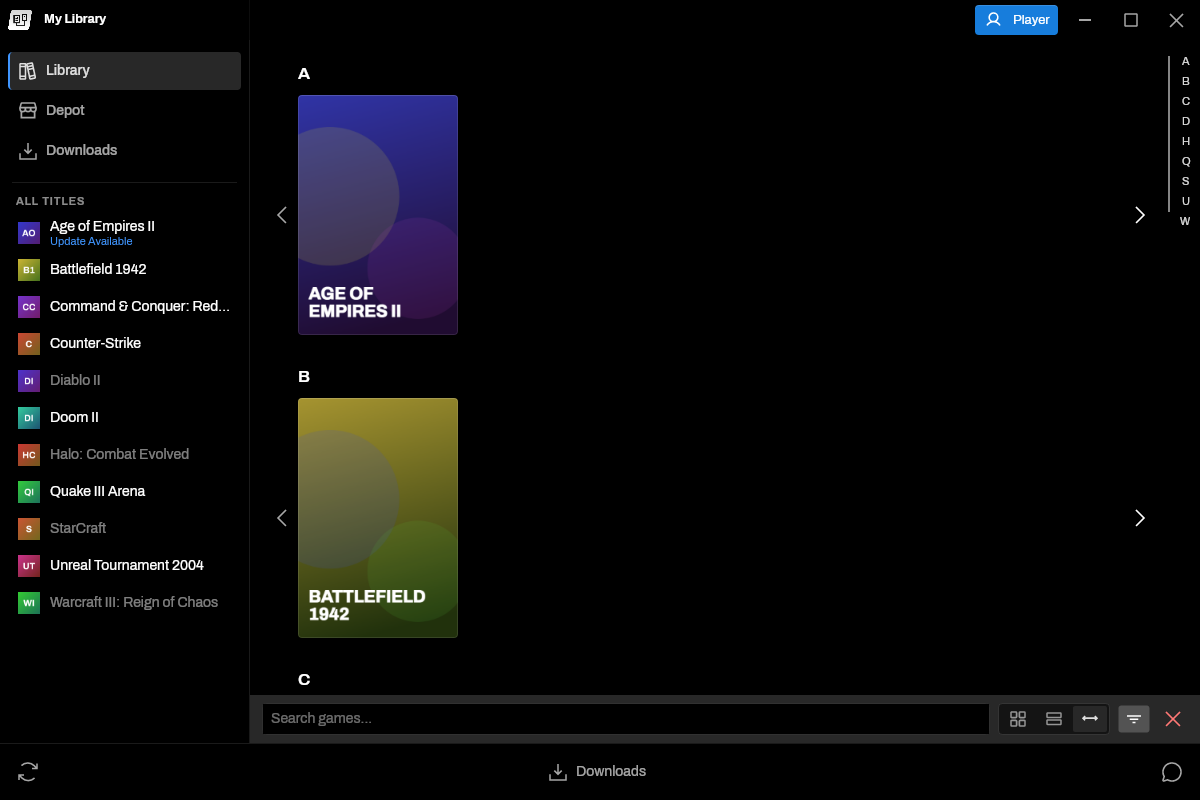 My Library
Player
Library
Depot
Downloads
ALL TITLES
AO
Age of Empires II
Update Available
B1
Battlefield 1942
CC
Command & Conquer: Red...
C
Counter-Strike
DI
Diablo II
DI
Doom II
HC
Halo: Combat Evolved
QI
Quake III Arena
S
StarCraft
UT
Unreal Tournament 2004
WI
Warcraft III: Reign of Chaos
A
AGE OF
EMPIRES II
B
BATTLEFIELD
1942
C
A
B
C
D
H
Q
S
U
W
Search games...
Downloads